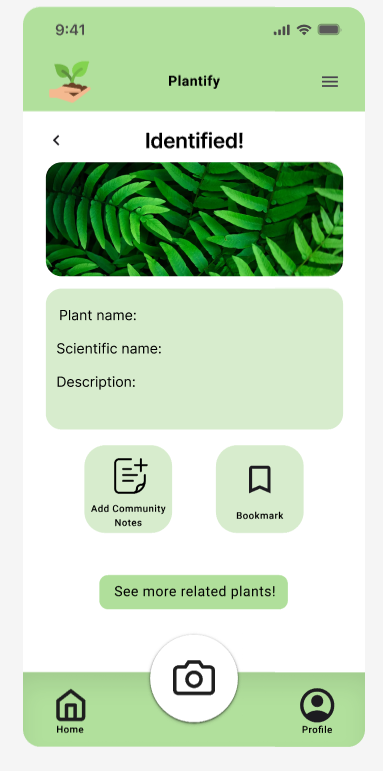 9:41
Plantify
Identified!
Plant name:
Scientific name:
Description:
Add Community
Notes
Bookmark
See more related plants!
Home
Profile